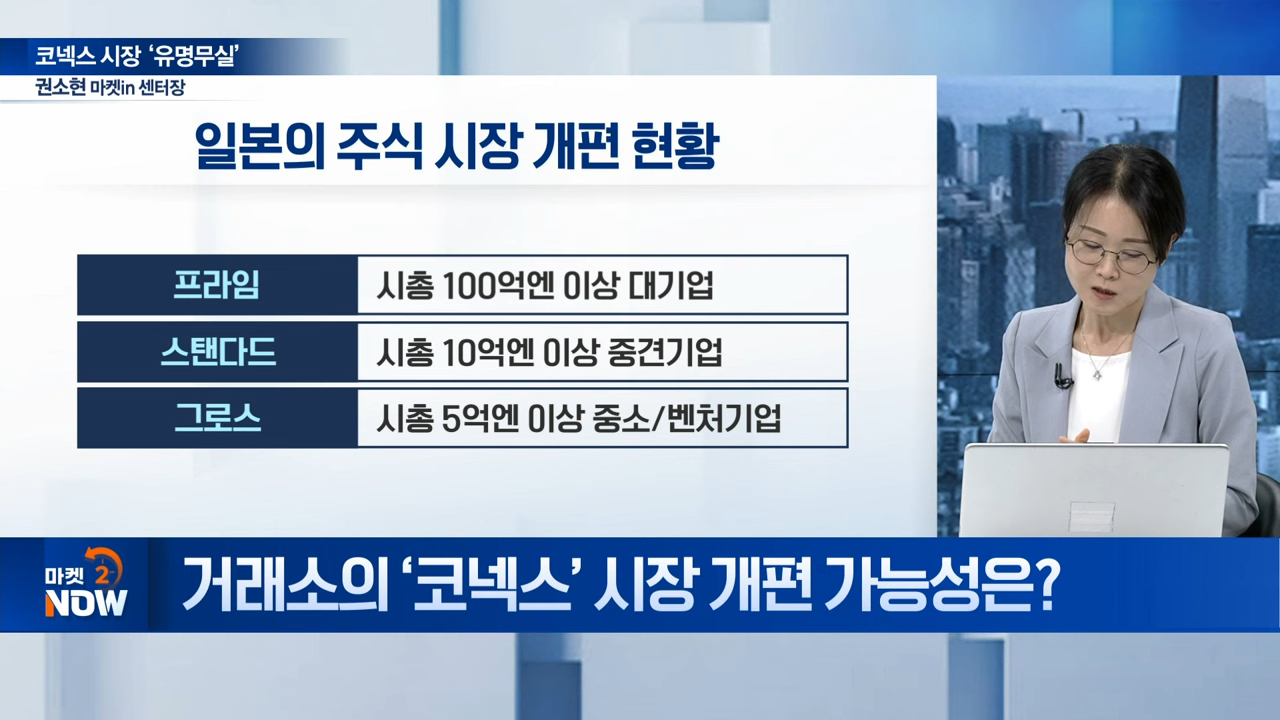 코넥스 시장 ‘유명무실’
권소현 마켓in 센터장
일본의 주식 시장 개편 현황
프라임 시총 100억엔 이상 대기업
스탠다드 시총 10억엔 이상 중견기업
그로스 시총 5억엔 이상 중소/벤처기업
마켓 2
NOW
거래소의 ‘코넥스’ 시장 개편 가능성은?